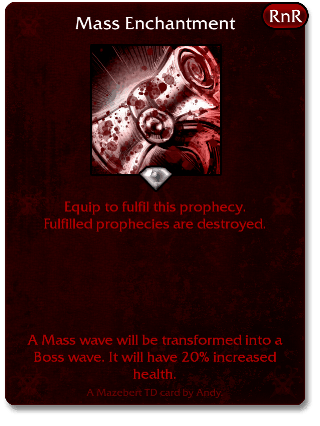 Mass Enchantment
RnR
Equip to fulfil this prophecy.
Fulfilled prophecies are destroyed.
A Mass wave will be transformed into a
Boss wave. It will have 20% increased
health.
A Mazebert TD card by Andy.